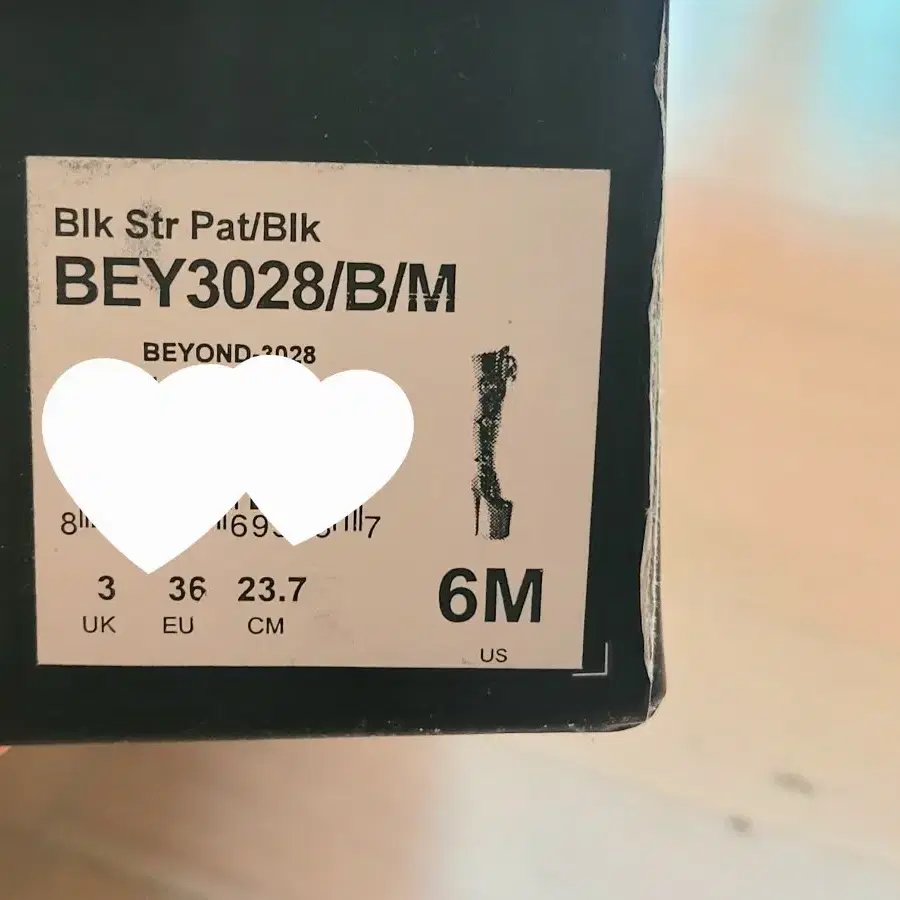 Blk Str Pat/Blk
BEY3028/B/M
BEYOND-3028
3 36 23.7
UK EU CM
6M
US